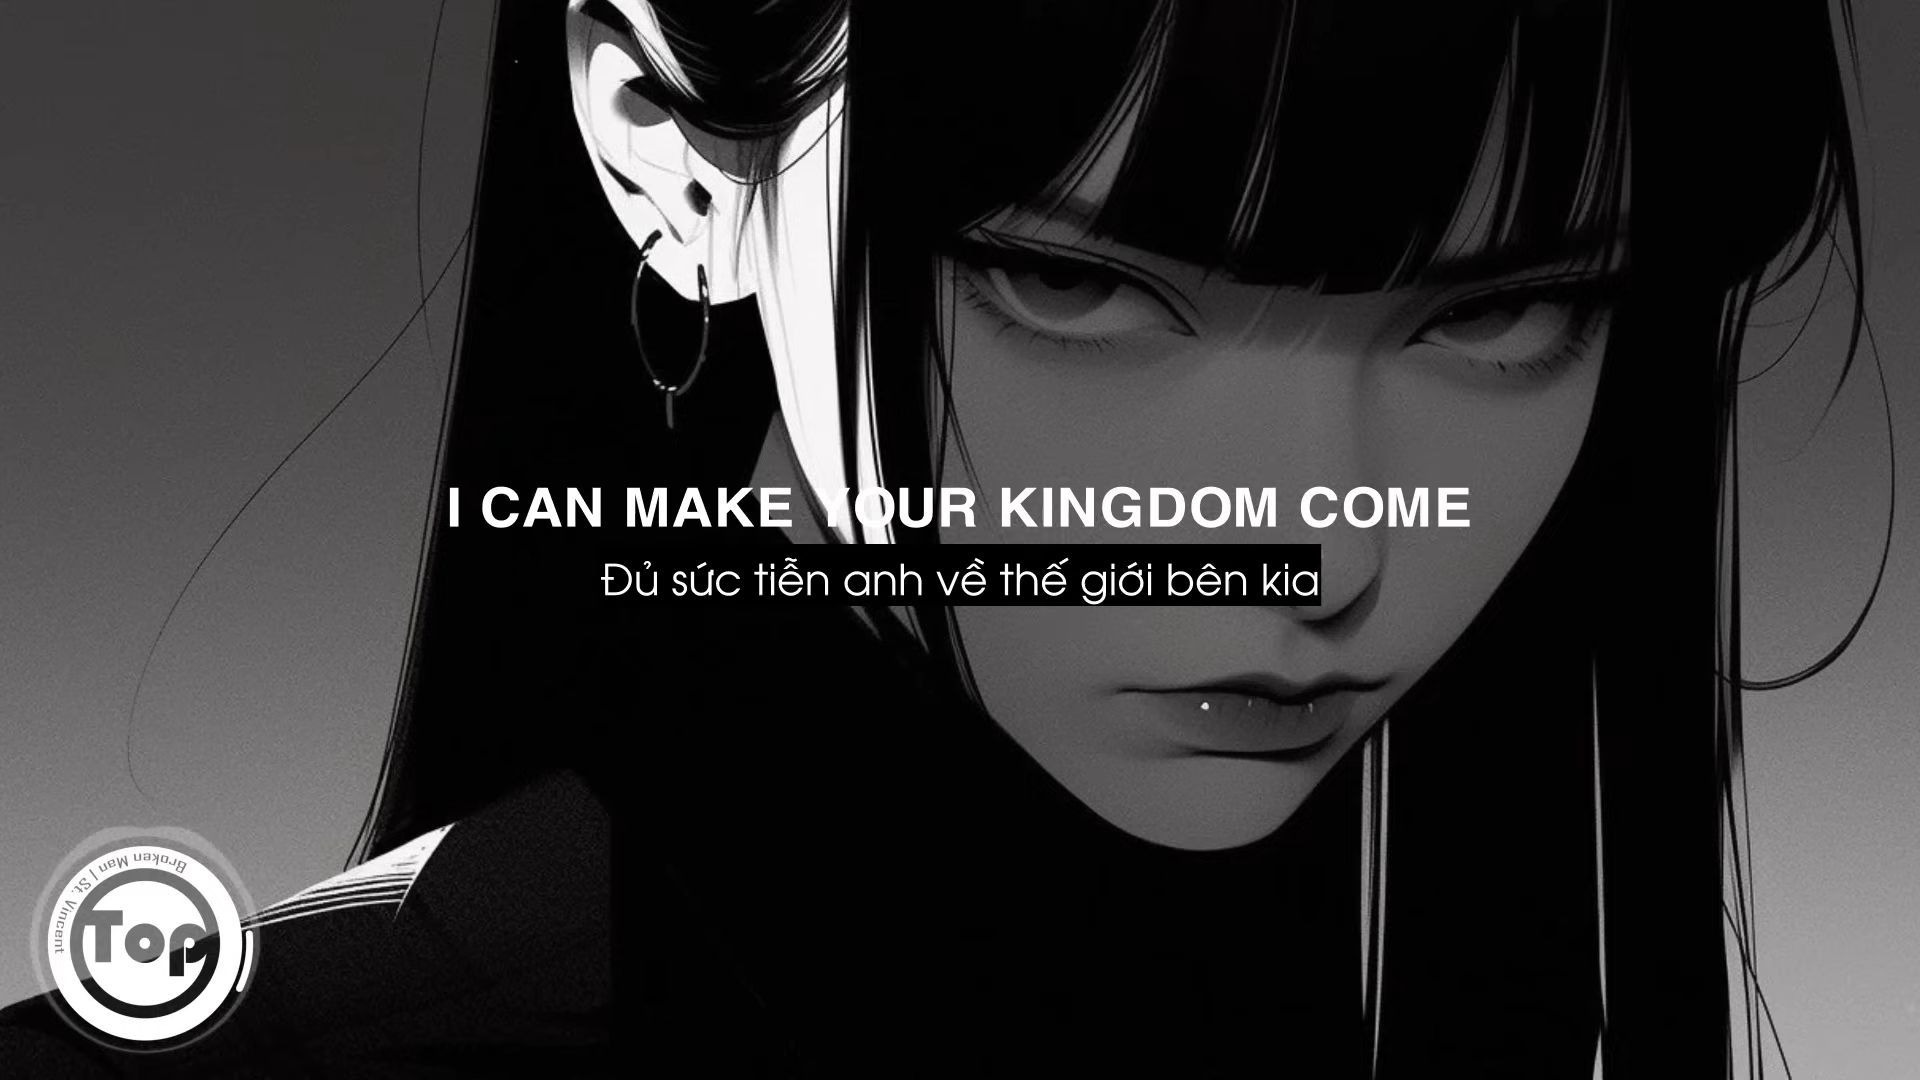 I CAN MAKE YOUR KINGDOM COME
Đủ sức tiễn anh về thế giới bên kia
Broken Man | St. Vincent
Top